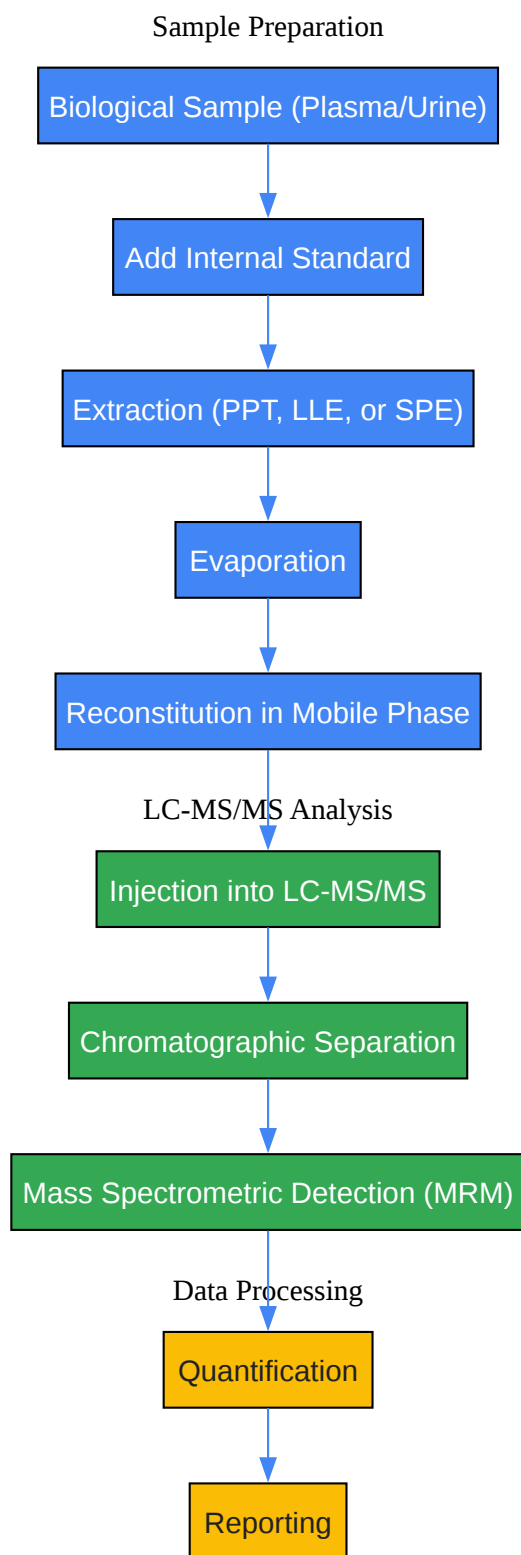 Sample Preparation
Biological Sample (Plasma/Urine)
Add Internal Standard
Extraction (PPT, LLE, or SPE)
Evaporation
Reconstitution in Mobile Phase
LC-MS/MS Analysis
Injection into LC-MS/MS
Chromatographic Separation
Mass Spectrometric Detection (MRM)
Data Processing
Quantification
Reporting